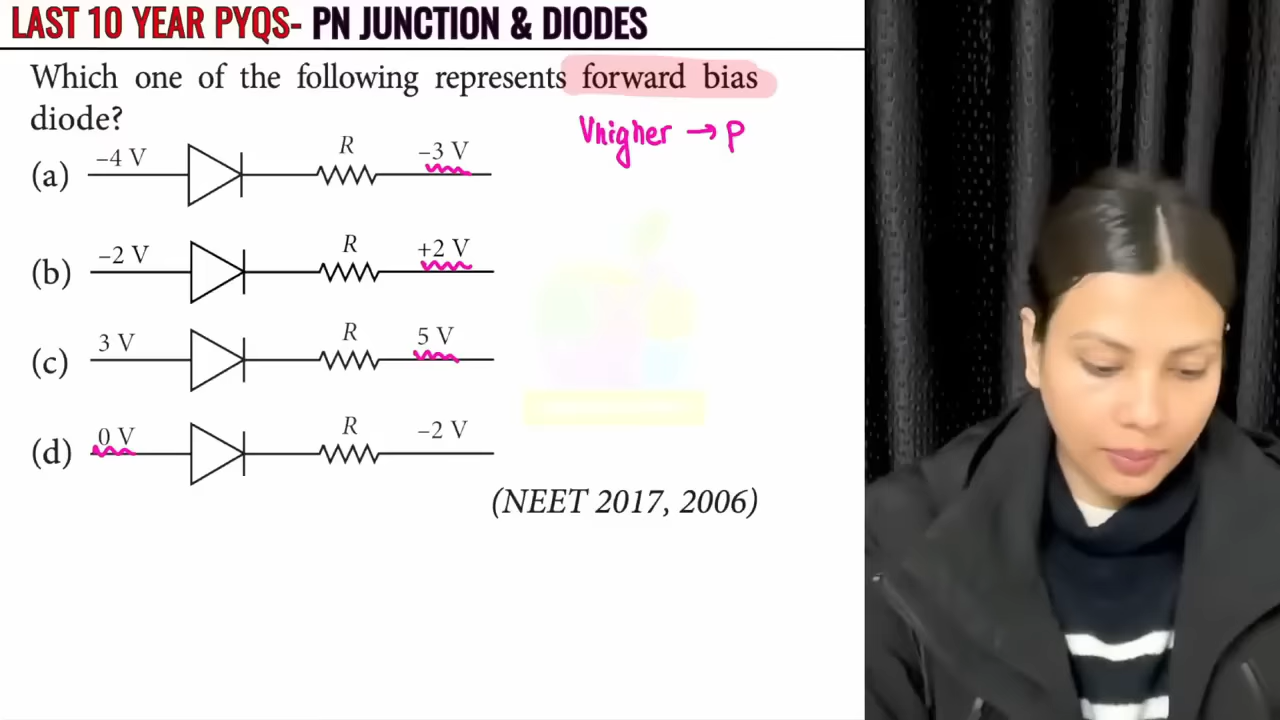 LAST 10 YEAR PYQS- PN JUNCTION & DIODES
Which one of the following represents forward bias
diode?
Vhigher → P
(a) −4 V R −3 V
(b) −2 V R +2 V
(c) 3 V R 5 V
(d) 0 V R −2 V
(NEET 2017, 2006)